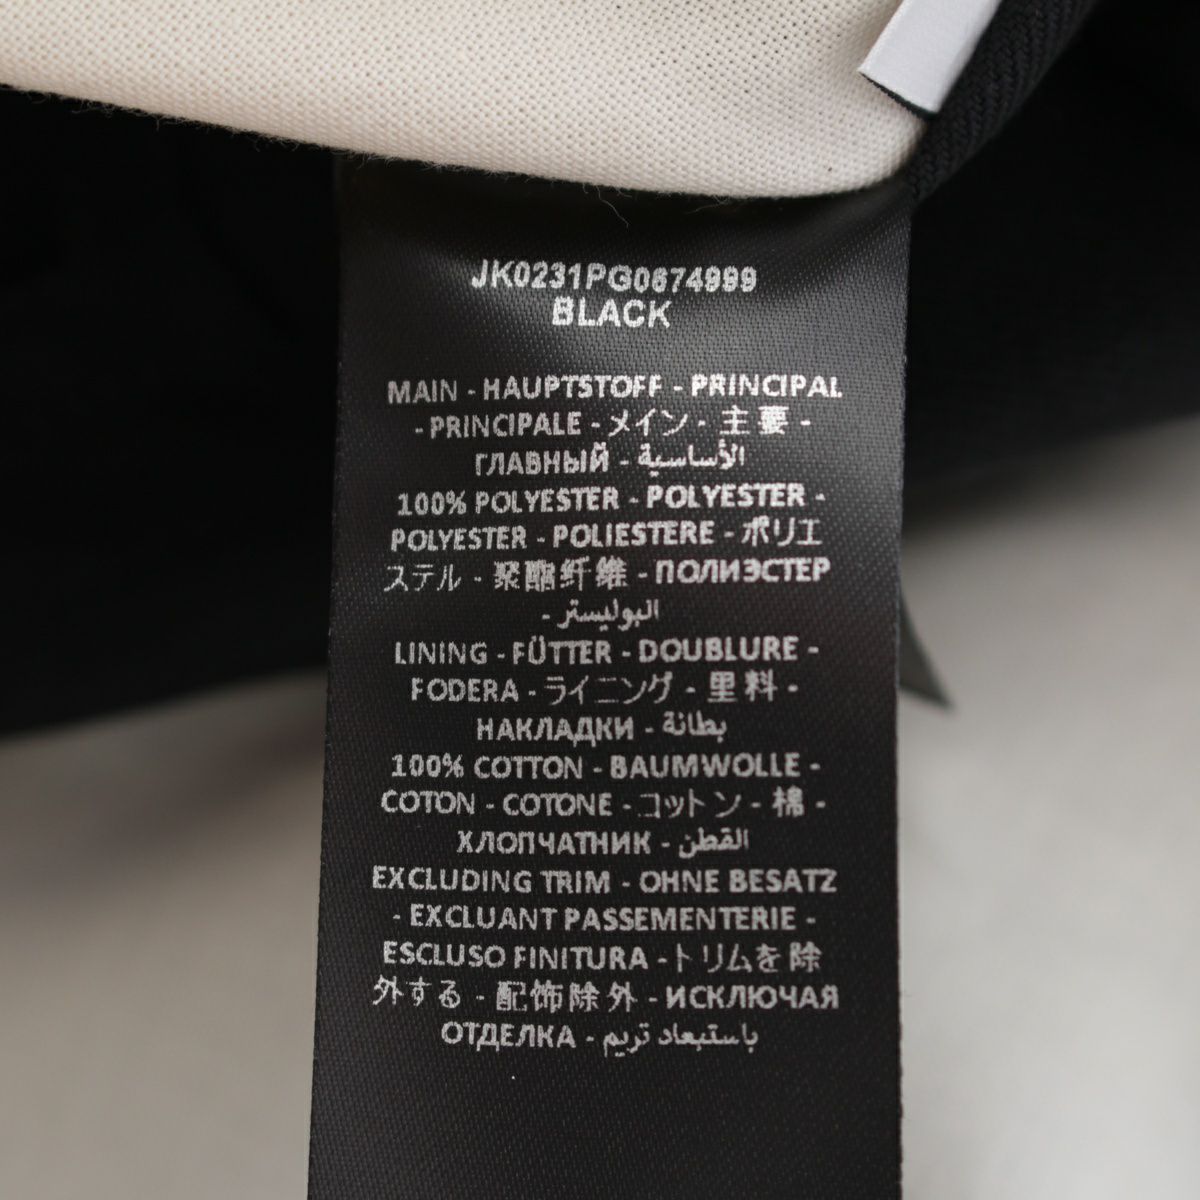 JK0231PG0674999
BLACK
MAIN - HAUPTSTOFF - PRINCIPAL
- PRINCIPALE - メイン - 主要 -
ГЛАВНЫЙ - الأساسية
100% POLYESTER - POLYESTER -
POLYESTER - POLIESTERE - ポリエ
ステル - 聚酯纤维 - ПОЛИЭСТЕР
- البوليستر
LINING - FÜTTER - DOUBLURE -
FODERA - ライニング - 里料 -
НАКЛАДКИ - بطانة
100% COTTON - BAUMWOLLE -
COTON - COTONE - コットン - 棉 -
ХЛОПЧАТНИК - القطن
EXCLUDING TRIM - OHNE BESATZ
- EXCLUANT PASSEMENTERIE -
ESCLUSO FINITURA - トリムを除
外する - 配饰除外 - ИСКЛЮЧАЯ
ОТДЕЛКА - باستبعاد تريم